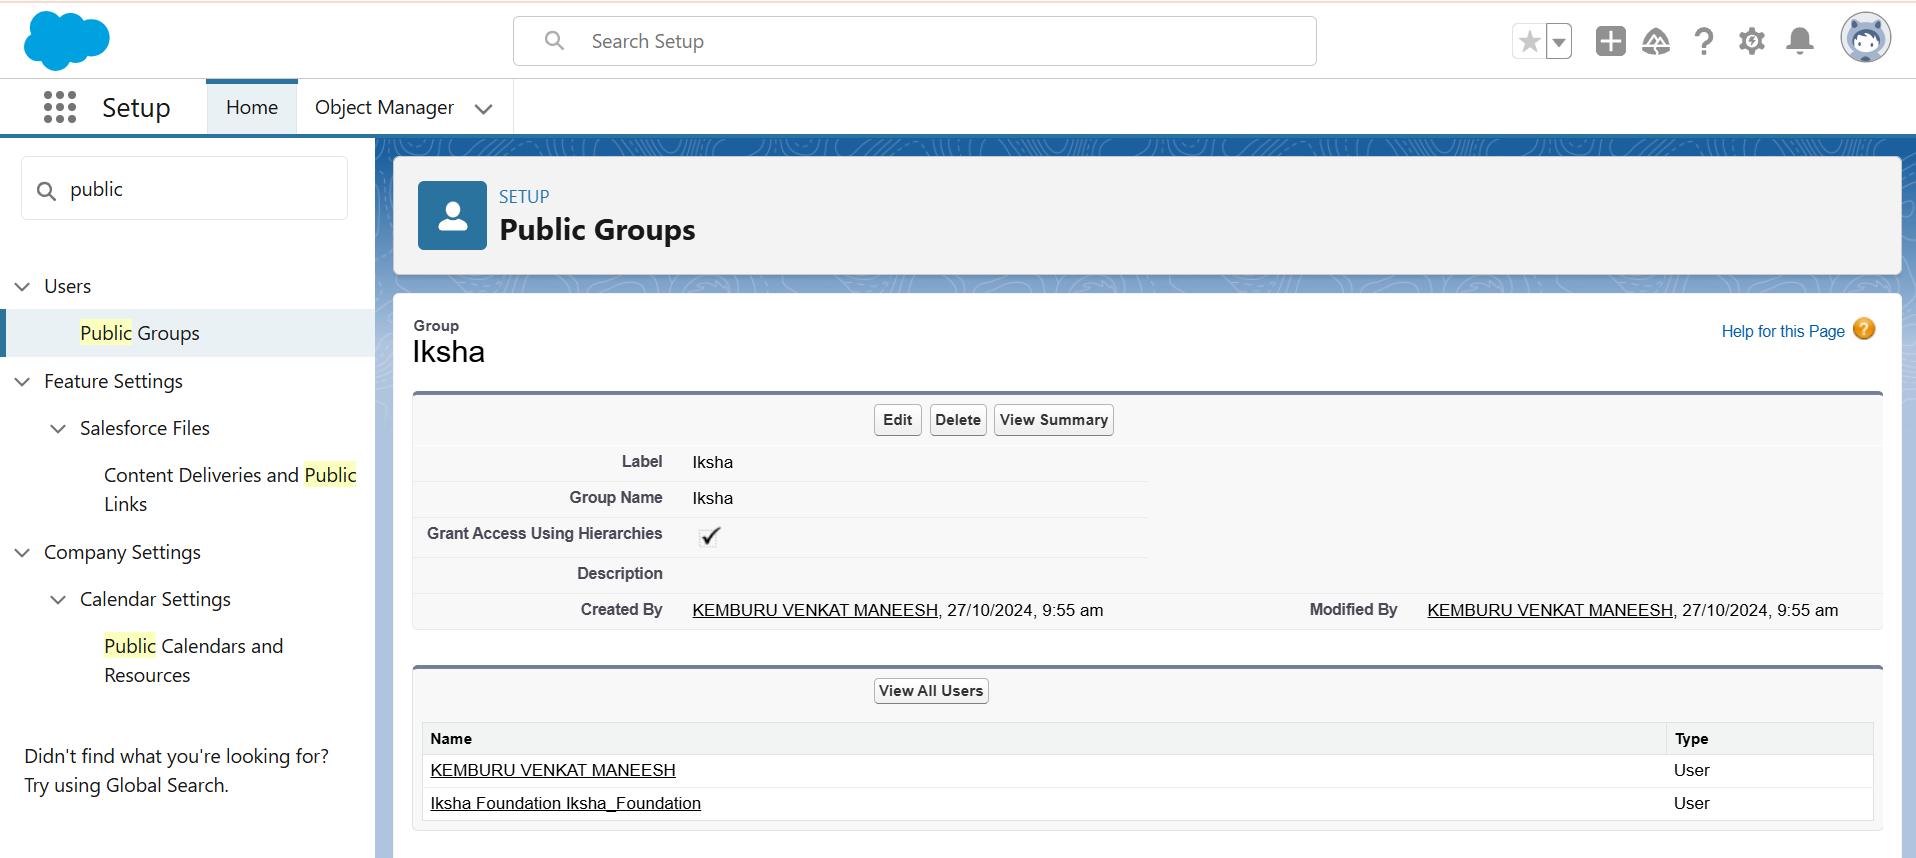 Search Setup
Setup
Home
Object Manager
public
Users
Public Groups
Feature Settings
Salesforce Files
Content Deliveries and Public
Links
Company Settings
Calendar Settings
Public Calendars and
Resources
Didn't find what you're looking for?
Try using Global Search.
SETUP
Public Groups
Group
Iksha
Help for this Page ?
Edit Delete View Summary
Label Iksha
Group Name Iksha
Grant Access Using Hierarchies
Description
Created By KEMBURU VENKAT MANEESH, 27/10/2024, 9:55 am Modified By KEMBURU VENKAT MANEESH, 27/10/2024, 9:55 am
View All Users
Name Type
KEMBURU VENKAT MANEESH User
Iksha Foundation Iksha_Foundation User